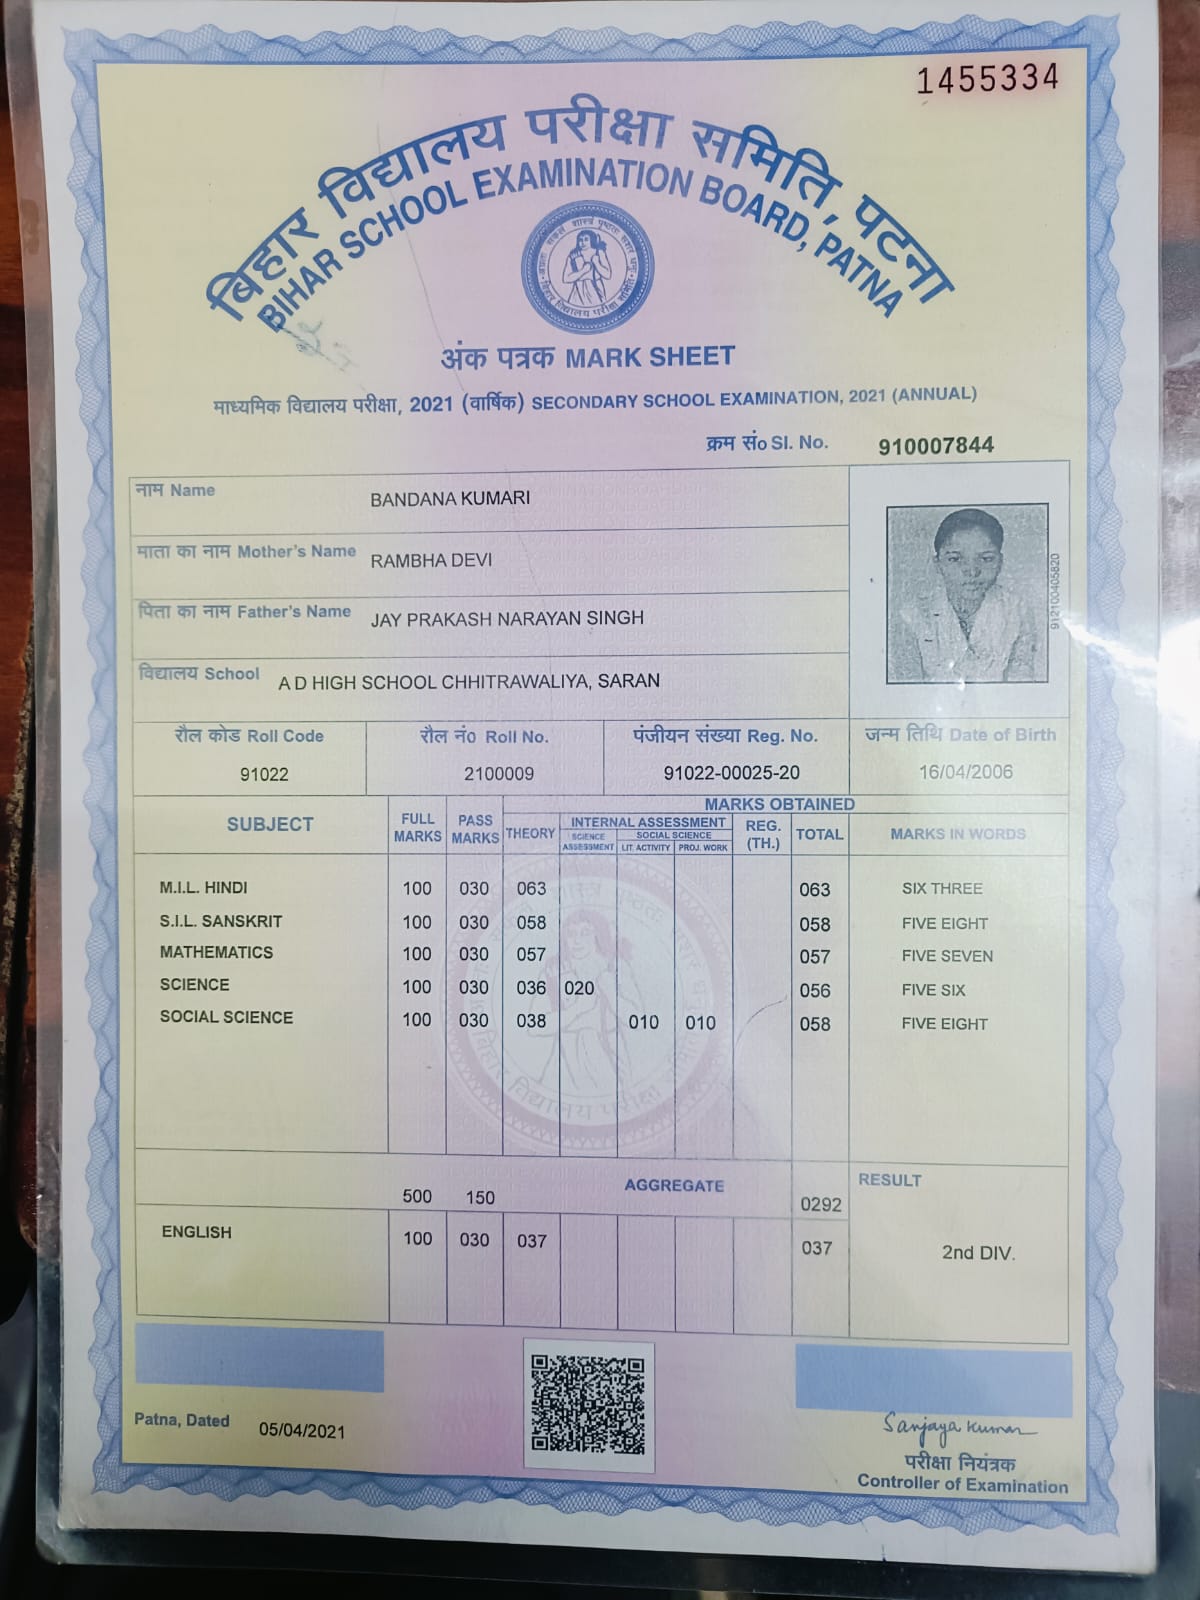 1455334
बिहार विद्यालय परीक्षा समिति, पटना
BIHAR SCHOOL EXAMINATION BOARD, PATNA
बिहार विद्यालय परीक्षा समिति
अंक पत्रक MARK SHEET
माध्यमिक विद्यालय परीक्षा, 2021 (वार्षिक) SECONDARY SCHOOL EXAMINATION, 2021 (ANNUAL)
क्रम सं० Sl. No. 910007844
नाम Name BANDANA KUMARI
माता का नाम Mother's Name RAMBHA DEVI
पिता का नाम Father's Name JAY PRAKASH NARAYAN SINGH
912100405820
विद्यालय School A D HIGH SCHOOL CHHITRAWALIYA, SARAN
रौल कोड Roll Code रौल नं० Roll No. पंजीयन संख्या Reg. No. जन्म तिथि Date of Birth
91022 2100009 91022-00025-20 16/04/2006
MARKS OBTAINED
SUBJECT FULL MARKS PASS MARKS THEORY INTERNAL ASSESSMENT REG. (TH.) TOTAL MARKS IN WORDS
SCIENCE ASSESSMENT SOCIAL SCIENCE
LIT. ACTIVITY PROJ. WORK
M.I.L. HINDI 100 030 063 063 SIX THREE
S.I.L. SANSKRIT 100 030 058 058 FIVE EIGHT
MATHEMATICS 100 030 057 057 FIVE SEVEN
SCIENCE 100 030 036 020 056 FIVE SIX
SOCIAL SCIENCE 100 030 038 010 010 058 FIVE EIGHT
बिहार विद्यालय परीक्षा समिति
500 150 AGGREGATE 0292 RESULT
ENGLISH 100 030 037 037 2nd DIV.
Patna, Dated 05/04/2021
Sanjaya Kumar
परीक्षा नियंत्रक
Controller of Examination